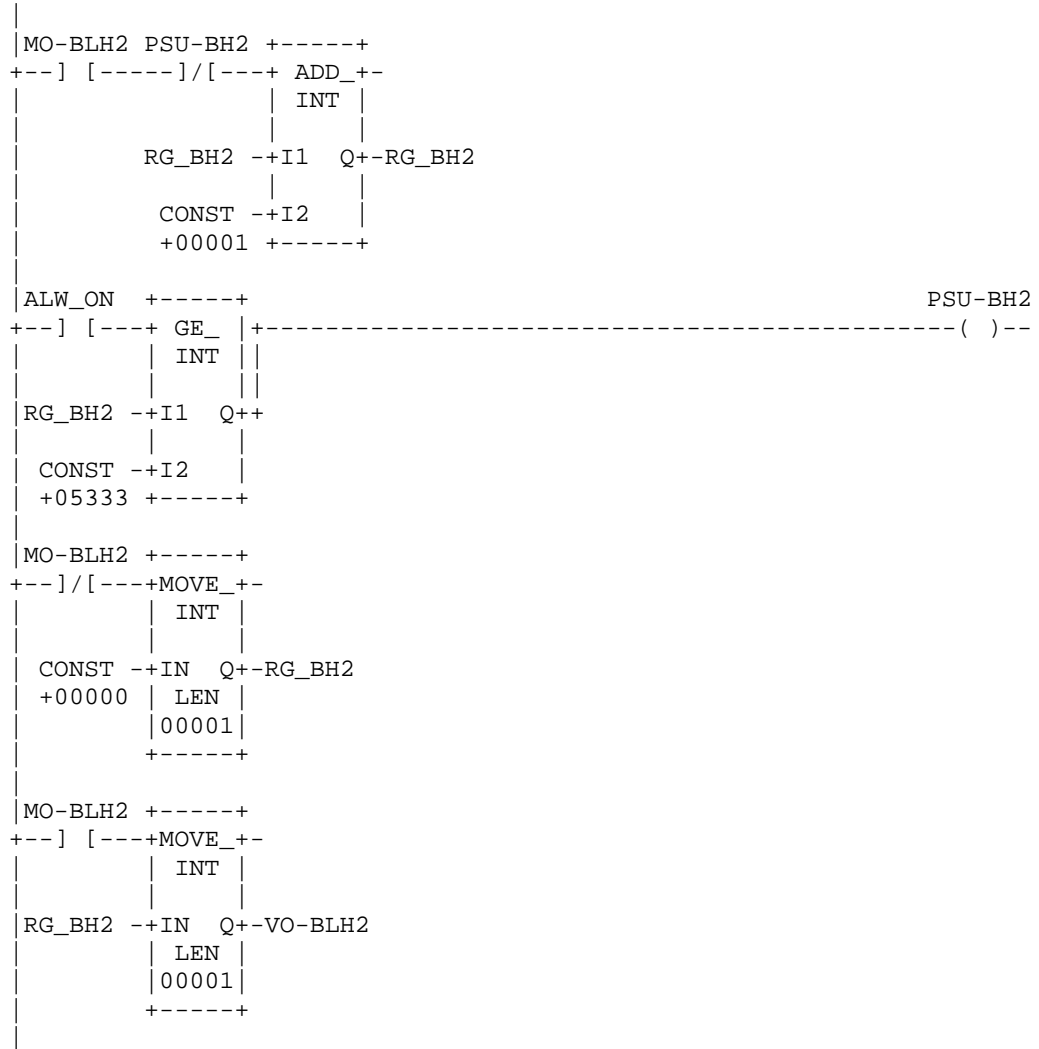 |
|MO-BLH2 PSU-BH2 +-----+
+--] [-----]/[---+ ADD_+-
|                | INT |
|                |     |
|        RG_BH2 -+I1  Q+-RG_BH2
|                |     |
|         CONST -+I2   |
|         +00001 +-----+
|
|ALW_ON  +-----+                                              PSU-BH2
+--] [---+ GE_ |+-----------------------------------------------( )--
|        | INT ||
|        |     ||
|RG_BH2 -+I1  Q++
|        |     |
| CONST -+I2   |
| +05333 +-----+
|
|MO-BLH2 +-----+
+--]/[---+MOVE_+-
|        | INT |
|        |     |
| CONST -+IN  Q+-RG_BH2
| +00000 | LEN |
|        |00001|
|        +-----+
|
|MO-BLH2 +-----+
+--] [---+MOVE_+-
|        | INT |
|        |     |
|RG_BH2 -+IN  Q+-VO-BLH2
|        | LEN |
|        |00001|
|        +-----+
|